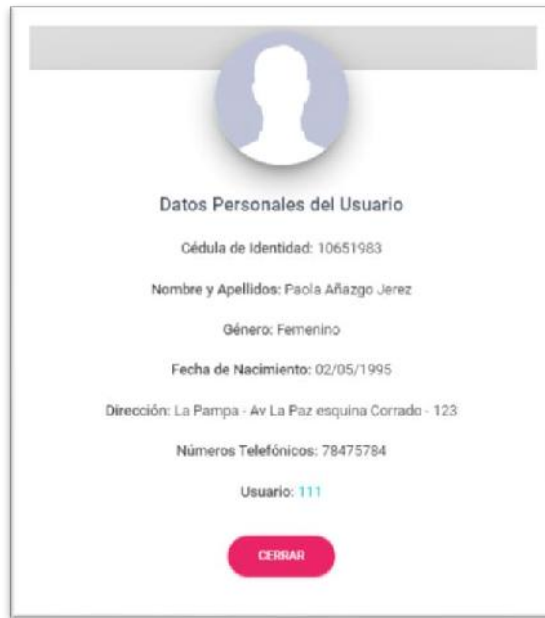 Datos Personales del Usuario
Cédula de Identidad: 10651983
Nombre y Apellidos: Paola Añazgo Jerez
Género: Femenino
Fecha de Nacimiento: 02/05/1995
Dirección: La Pampa - Av La Paz esquina Corrado - 123
Números Telefónicos: 78475784
Usuario: 111
CERRAR